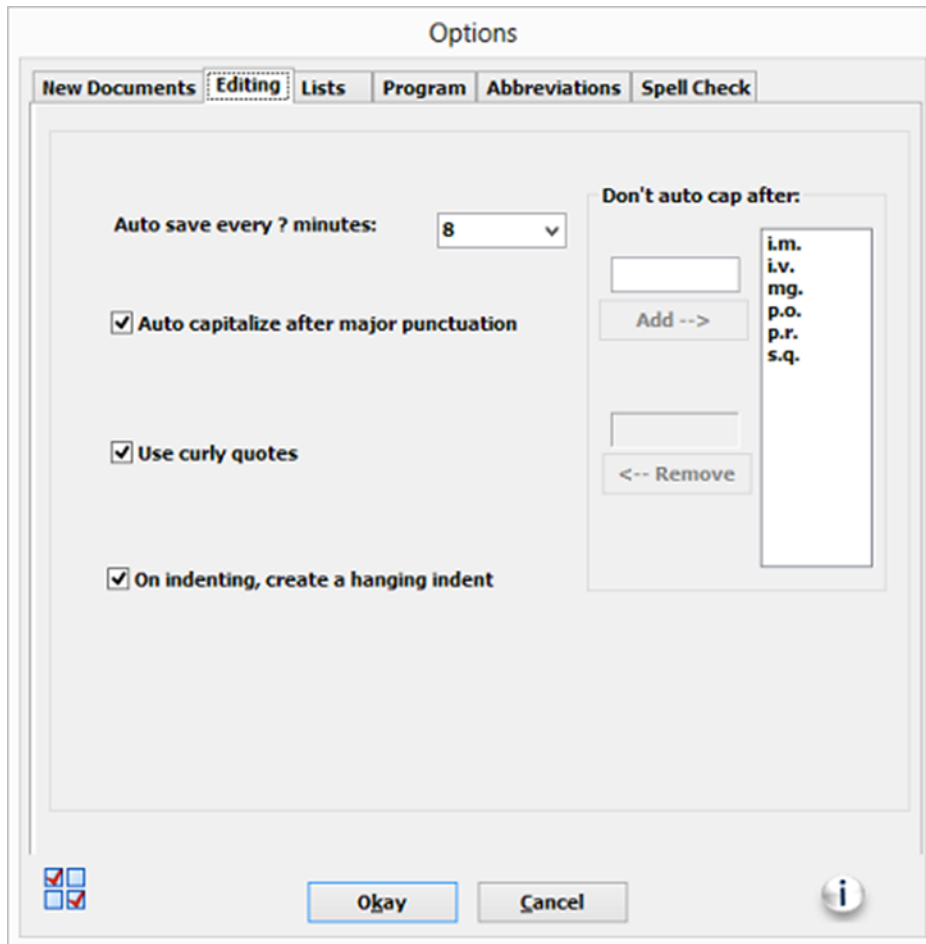 Options
New Documents Editing Lists Program Abbreviations Spell Check
Auto save every ? minutes: 8
Auto capitalize after major punctuation
Use curly quotes
On indenting, create a hanging indent
Don't auto cap after:
Add -->
<-- Remove
i.m.
i.v.
mg.
p.o.
p.r.
s.q.
Okay Cancel
i